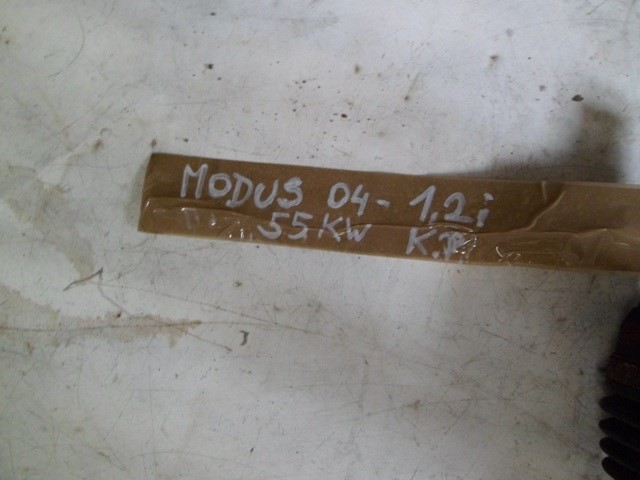 MODUS 04- 1,2i
55KW K.P.